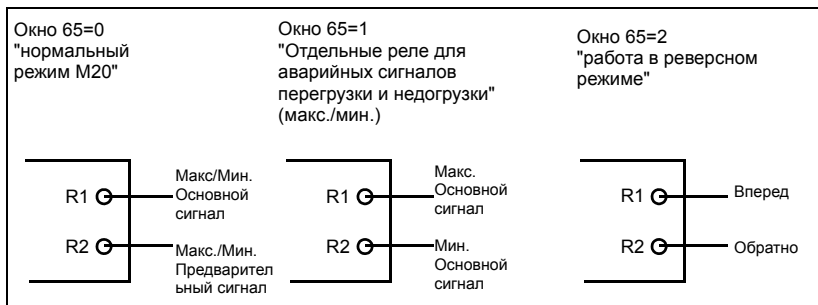 Окно 65=0
"нормальный
режим M20"
Окно 65=1
"Отдельные реле для
аварийных сигналов
перегрузки и недогрузки"
(макс./мин.)
Окно 65=2
"работа в реверсном
режиме"
R1
Макс/Мин.
Основной
сигнал
R2
Макс./Мин.
Предварител
ьный сигнал
R1
Макс.
Основной
сигнал
R2
Мин.
Основной
сигнал
R1
Вперед
R2
Обратно